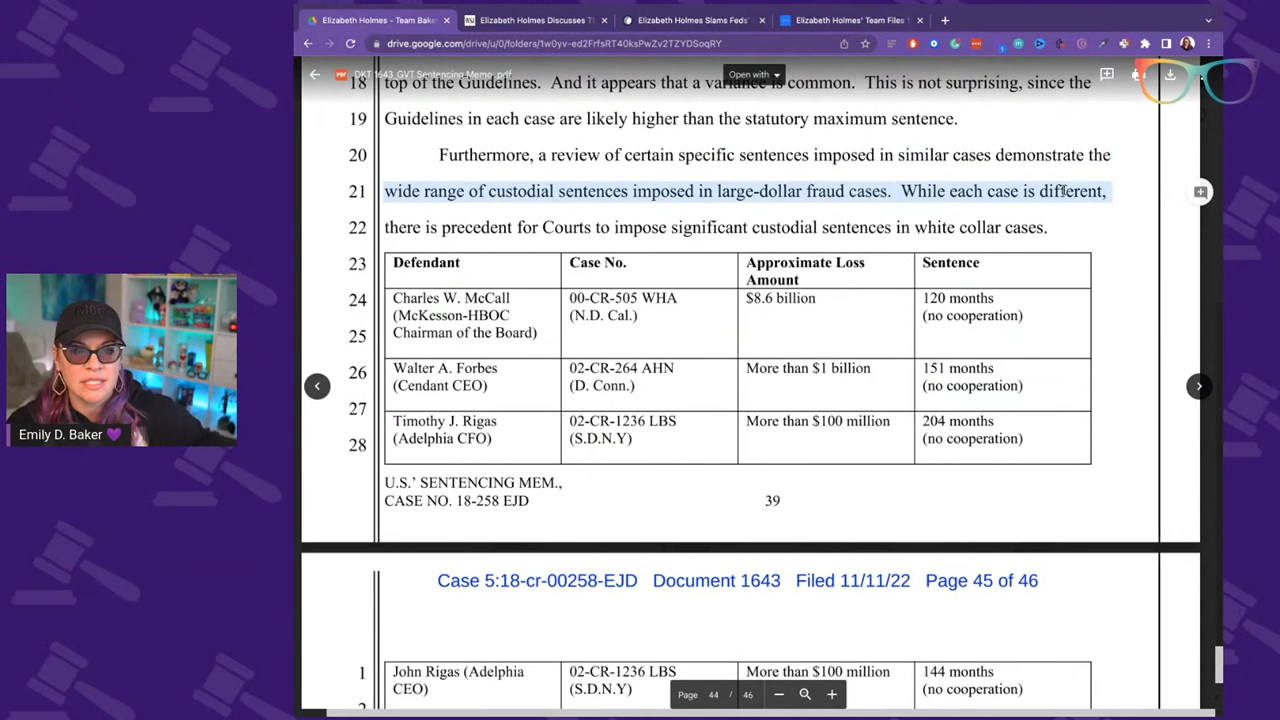 Elizabeth Holmes - Team Bake
Elizabeth Holmes Discusses T
Elizabeth Holmes Slams Feds'
Elizabeth Holmes' Team Files
drive.google.com/drive/u/0/folders/1w0yv-ed2FrfsRT40ksPwZv2TZYDSoqRY
DKT 1643_GVT Sentencing Memo .pdf
Open with
18 top of the Guidelines. And it appears that a variance is common. This is not surprising, since the
19 Guidelines in each case are likely higher than the statutory maximum sentence.
20 Furthermore, a review of certain specific sentences imposed in similar cases demonstrate the
21 wide range of custodial sentences imposed in large-dollar fraud cases. While each case is different,
22 there is precedent for Courts to impose significant custodial sentences in white collar cases.
23 Defendant Case No. Approximate Loss Sentence
Amount
24 Charles W. McCall 00-CR-505 WHA $8.6 billion 120 months
(McKesson-HBOC (N.D. Cal.) (no cooperation)
25 Chairman of the Board)
26 Walter A. Forbes 02-CR-264 AHN More than $1 billion 151 months
(Cendant CEO) (D. Conn.) (no cooperation)
27 Timothy J. Rigas 02-CR-1236 LBS More than $100 million 204 months
28 (Adelphia CFO) (S.D.N.Y) (no cooperation)
U.S.' SENTENCING MEM.,
CASE NO. 18-258 EJD 39
Case 5:18-cr-00258-EJD Document 1643 Filed 11/11/22 Page 45 of 46
1 John Rigas (Adelphia 02-CR-1236 LBS More than $100 million 144 months
CEO) (S.D.N.Y) (no cooperation)
Page 44 / 46
Emily D. Baker